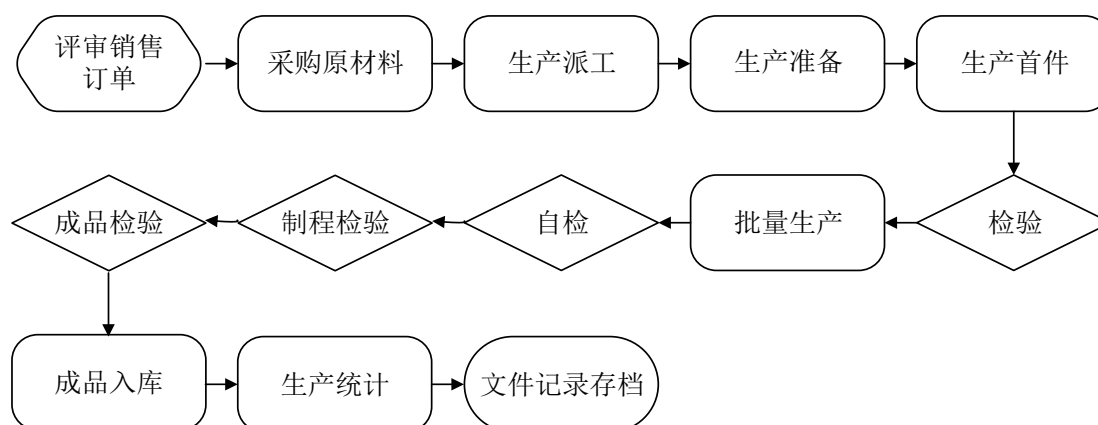 评审销售
订单
采购原材料
生产派工
生产准备
生产首件
检验
批量生产
自检
制程检验
成品检验
成品入库
生产统计
文件记录存档